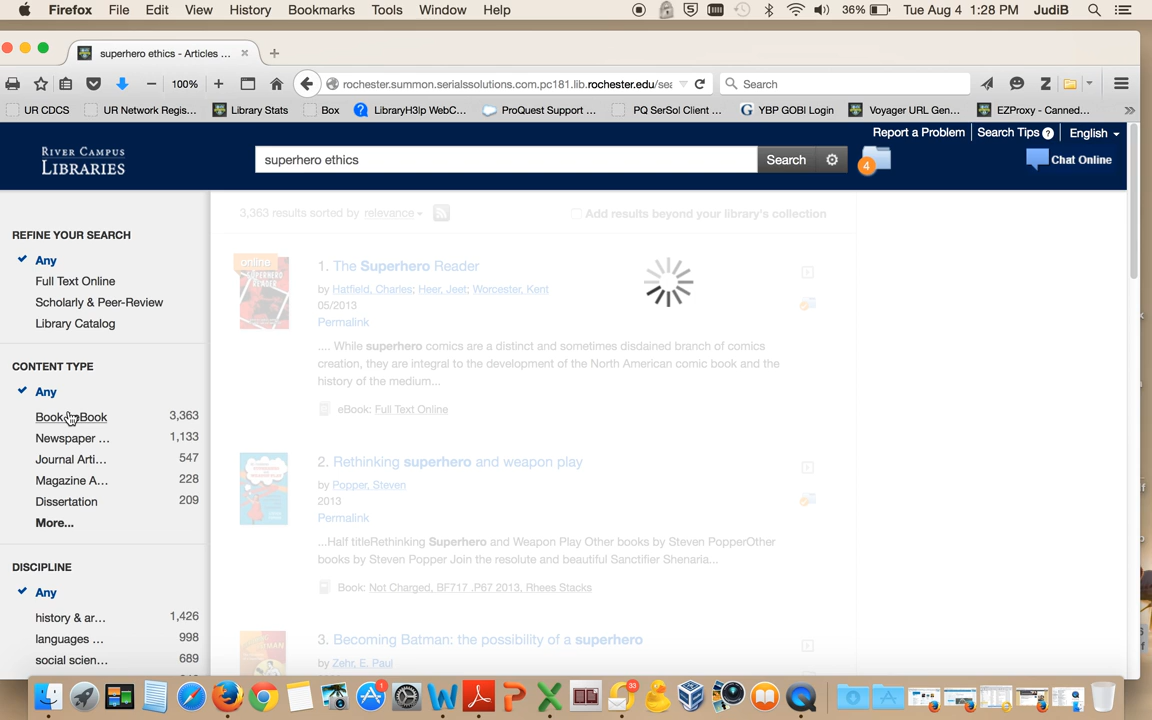 Firefox File Edit View History Bookmarks Tools Window Help 36% Tue Aug 4 1:28 PM JudiB
superhero ethics - Articles ...
100% rochester.summon.serialssolutions.com.pc181.lib.rochester.edu/sea Search
UR CDCS UR Network Regis... Library Stats Box LibraryH3lp WebC... ProQuest Support ... PQ SerSol Client ... YBP GOBI Login Voyager URL Gen... EZProxy - Canned...
Report a Problem Search Tips ? English
RIVER CAMPUS
LIBRARIES
superhero ethics Search 4 Chat Online
3,363 results sorted by relevance Add results beyond your library's collection
REFINE YOUR SEARCH
Any
Full Text Online
Scholarly & Peer-Review
Library Catalog
CONTENT TYPE
Any
Book eBook 3,363
Newspaper ... 1,133
Journal Arti... 547
Magazine A... 228
Dissertation 209
More...
DISCIPLINE
Any
history & ar... 1,426
languages ... 998
social scien... 689
online
SUPERHERO
READER
1. The Superhero Reader
by Hatfield, Charles; Heer, Jeet; Worcester, Kent
05/2013
Permalink
.... While superhero comics are a distinct and sometimes disdained branch of comics
creation, they are integral to the development of the North American comic book and the
history of the medium...
eBook: Full Text Online
2. Rethinking superhero and weapon play
by Popper, Steven
2013
Permalink
...Half titleRethinking Superhero and Weapon Play Other books by Steven PopperOther
books by Steven Popper Join the resolute and beautiful Sanctifier Shenaria...
Book: Not Charged, BF717 .P67 2013, Rhees Stacks
3. Becoming Batman: the possibility of a superhero
by Zehr, E. Paul
1
33